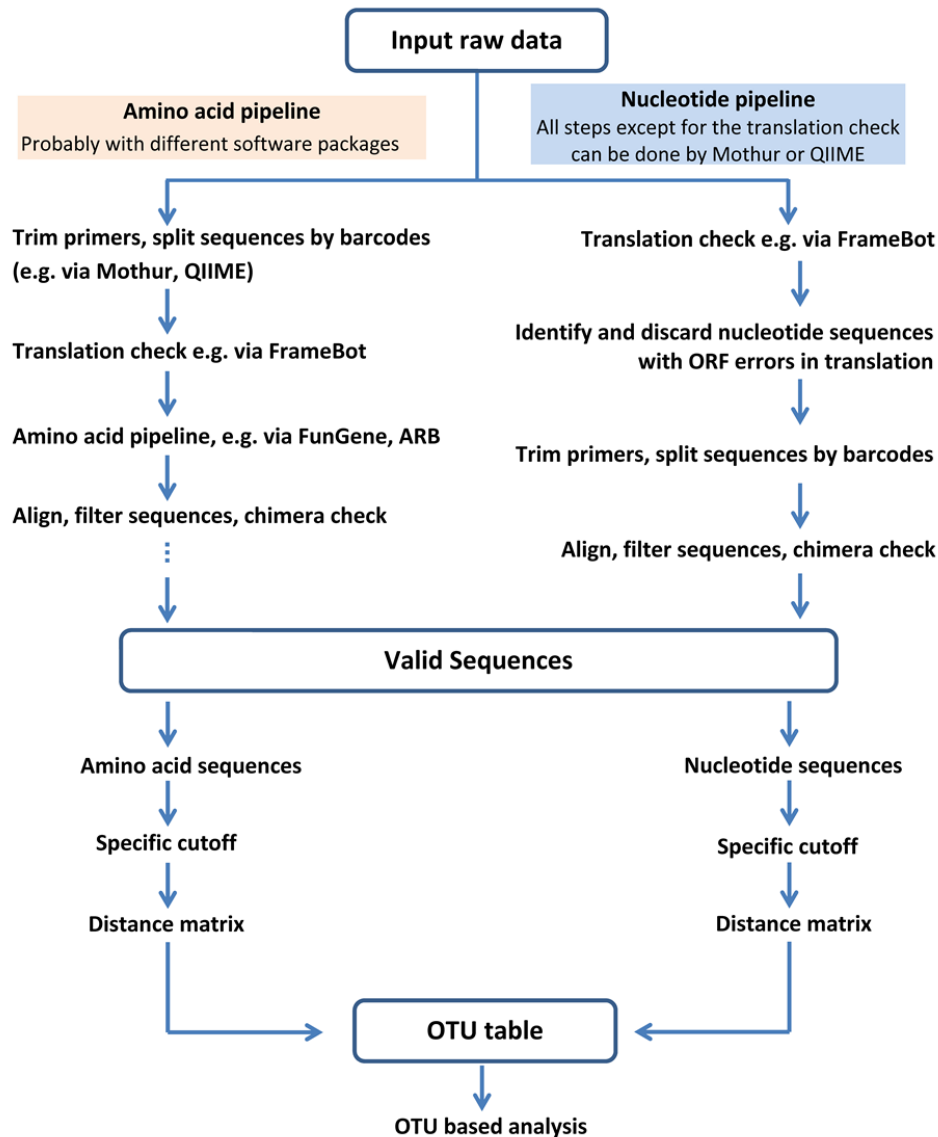 Input raw data
Amino acid pipeline
Probably with different software packages
Nucleotide pipeline
All steps except for the translation check
can be done by Mothur or QIIME
Trim primers, split sequences by barcodes
(e.g. via Mothur, QIIME)
Translation check e.g. via FrameBot
Amino acid pipeline, e.g. via FunGene, ARB
Align, filter sequences, chimera check
Translation check e.g. via FrameBot
Identify and discard nucleotide sequences
with ORF errors in translation
Trim primers, split sequences by barcodes
Align, filter sequences, chimera check
Valid Sequences
Amino acid sequences
Specific cutoff
Distance matrix
Nucleotide sequences
Specific cutoff
Distance matrix
OTU table
OTU based analysis